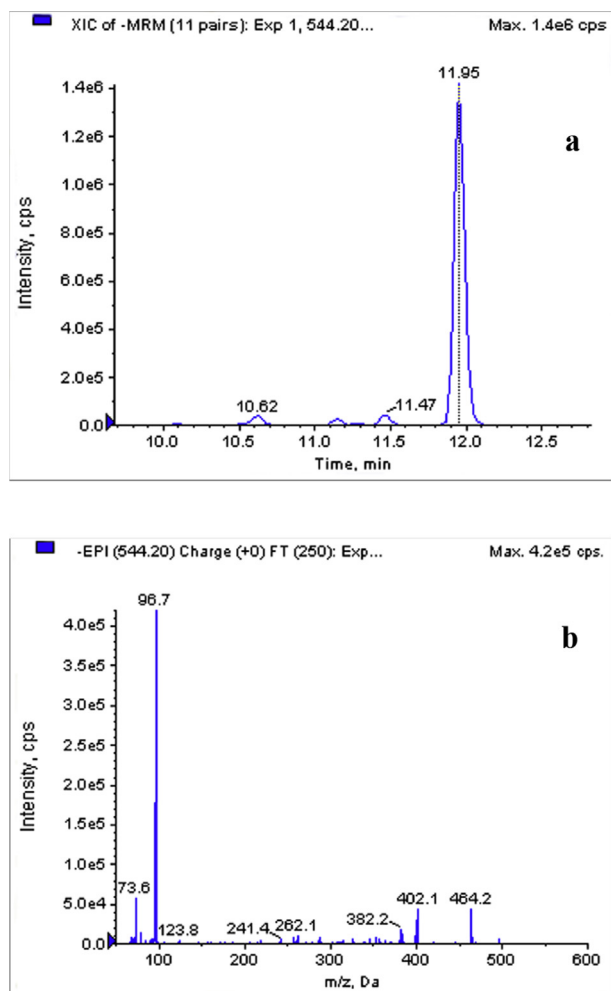 XIC of -MRM (11 pairs): Exp 1, 544.20... Max. 1.4e6 cps
11.95
1.4e6
a
1.2e6
1.0e6
8.0e5
6.0e5
4.0e5
2.0e5
10.62
11.47
0.0
Intensity, cps
10.0 10.5 11.0 11.5 12.0 12.5
Time, min
-EPI (544.20) Charge (+0) FT (250): Exp... Max. 4.2e5 cps.
96.7
4.0e5
b
3.5e5
3.0e5
2.5e5
2.0e5
1.5e5
1.0e5
73.6
5.0e4
402.1 464.2
382.2
123.8 241.4 262.1
0.0
Intensity, cps
100 200 300 400 500 600
m/z, Da